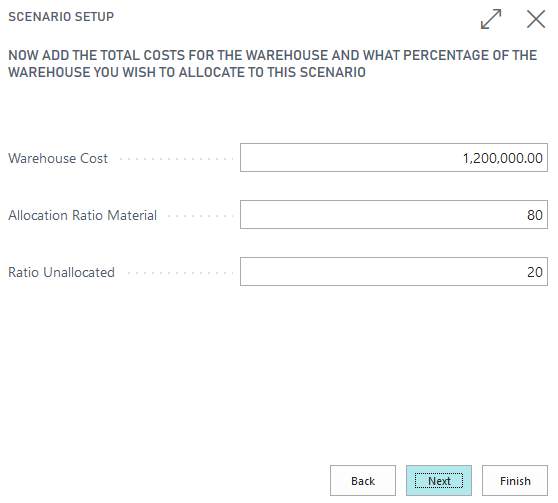 SCENARIO SETUP
NOW ADD THE TOTAL COSTS FOR THE WAREHOUSE AND WHAT PERCENTAGE OF THE
WAREHOUSE YOU WISH TO ALLOCATE TO THIS SCENARIO
Warehouse Cost 1,200,000.00
Allocation Ratio Material 80
Ratio Unallocated 20
Back Next Finish